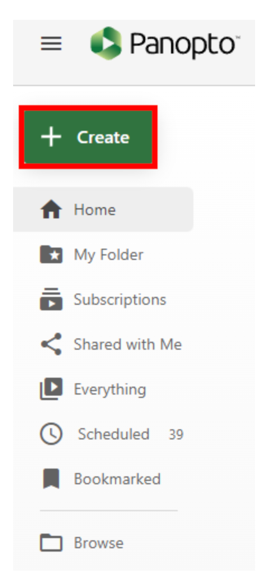 Panopto
Create
Home
My Folder
Subscriptions
Shared with Me
Everything
Scheduled 39
Bookmarked
Browse